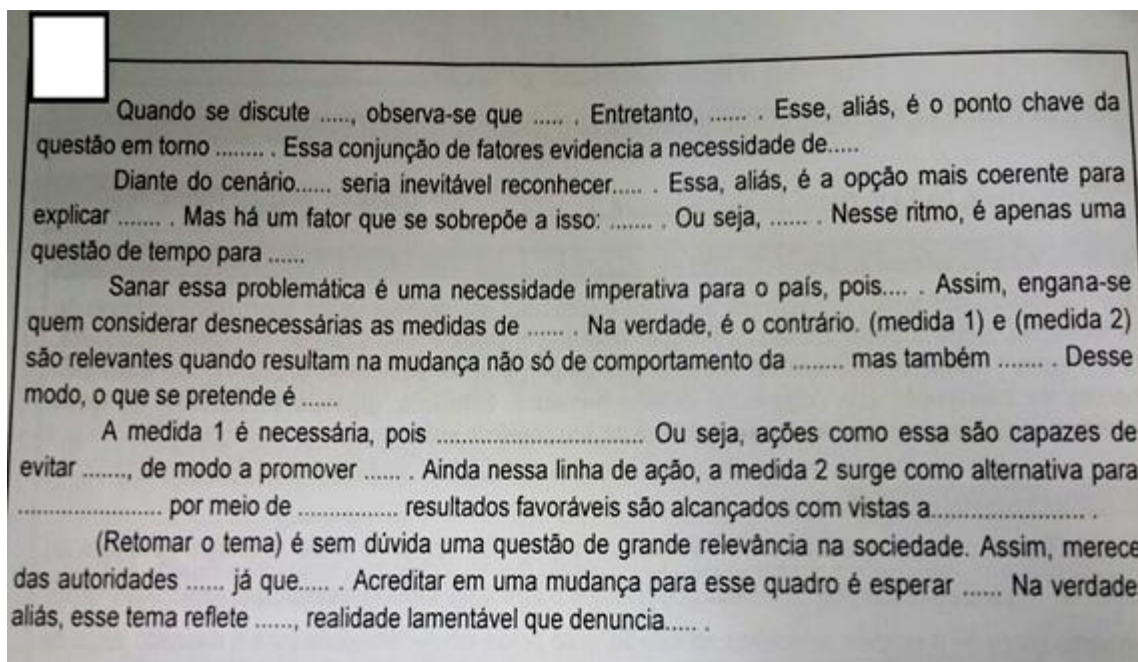 Quando se discute ....., observa-se que ..... . Entretanto, ...... . Esse, aliás, é o ponto chave da
questão em torno ........ . Essa conjunção de fatores evidencia a necessidade de.....
Diante do cenário...... seria inevitável reconhecer..... . Essa, aliás, é a opção mais coerente para
explicar ....... . Mas há um fator que se sobrepõe a isso: ....... . Ou seja, ...... . Nesse ritmo, é apenas uma
questão de tempo para ......
Sanar essa problemática é uma necessidade imperativa para o país, pois.... . Assim, engana-se
quem considerar desnecessárias as medidas de ...... . Na verdade, é o contrário. (medida 1) e (medida 2)
são relevantes quando resultam na mudança não só de comportamento da ........ mas também ....... . Desse
modo, o que se pretende é ......
A medida 1 é necessária, pois ................................ Ou seja, ações como essa são capazes de
evitar ......., de modo a promover ...... . Ainda nessa linha de ação, a medida 2 surge como alternativa para
...................... por meio de ............... resultados favoráveis são alcançados com vistas a....................... .
(Retomar o tema) é sem dúvida uma questão de grande relevância na sociedade. Assim, merece
das autoridades ...... já que..... . Acreditar em uma mudança para esse quadro é esperar ...... Na verdade
aliás, esse tema reflete ......, realidade lamentável que denuncia..... .